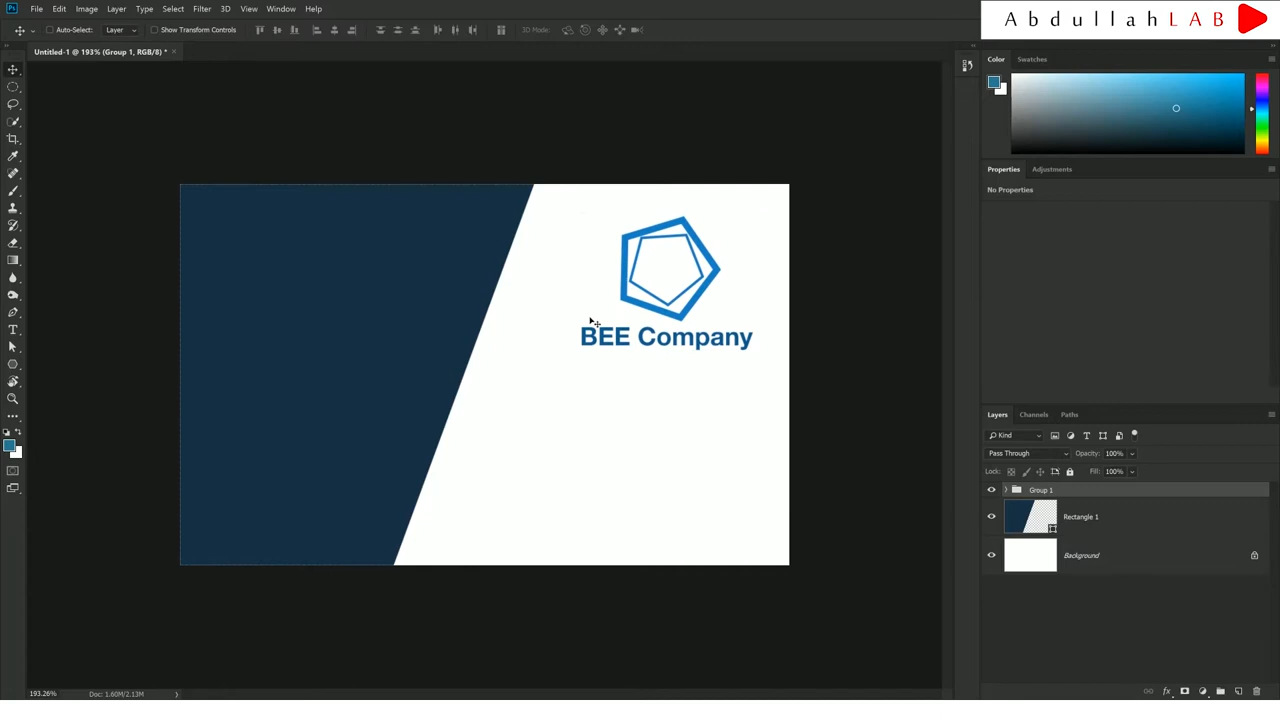 Ps File Edit Image Layer Type Select Filter 3D View Window Help
AbdullahLAB
Auto-Select: Layer Show Transform Controls 3D Mode:
Untitled-1 @ 193% (Group 1, RGB/8) * ×
Color Swatches
Properties Adjustments
No Properties
BEE Company
Layers Channels Paths
Kind
Pass Through Opacity: 100%
Lock: Fill: 100%
Group 1
Rectangle 1
Background
193.26% Doc: 1.60M/2.13M